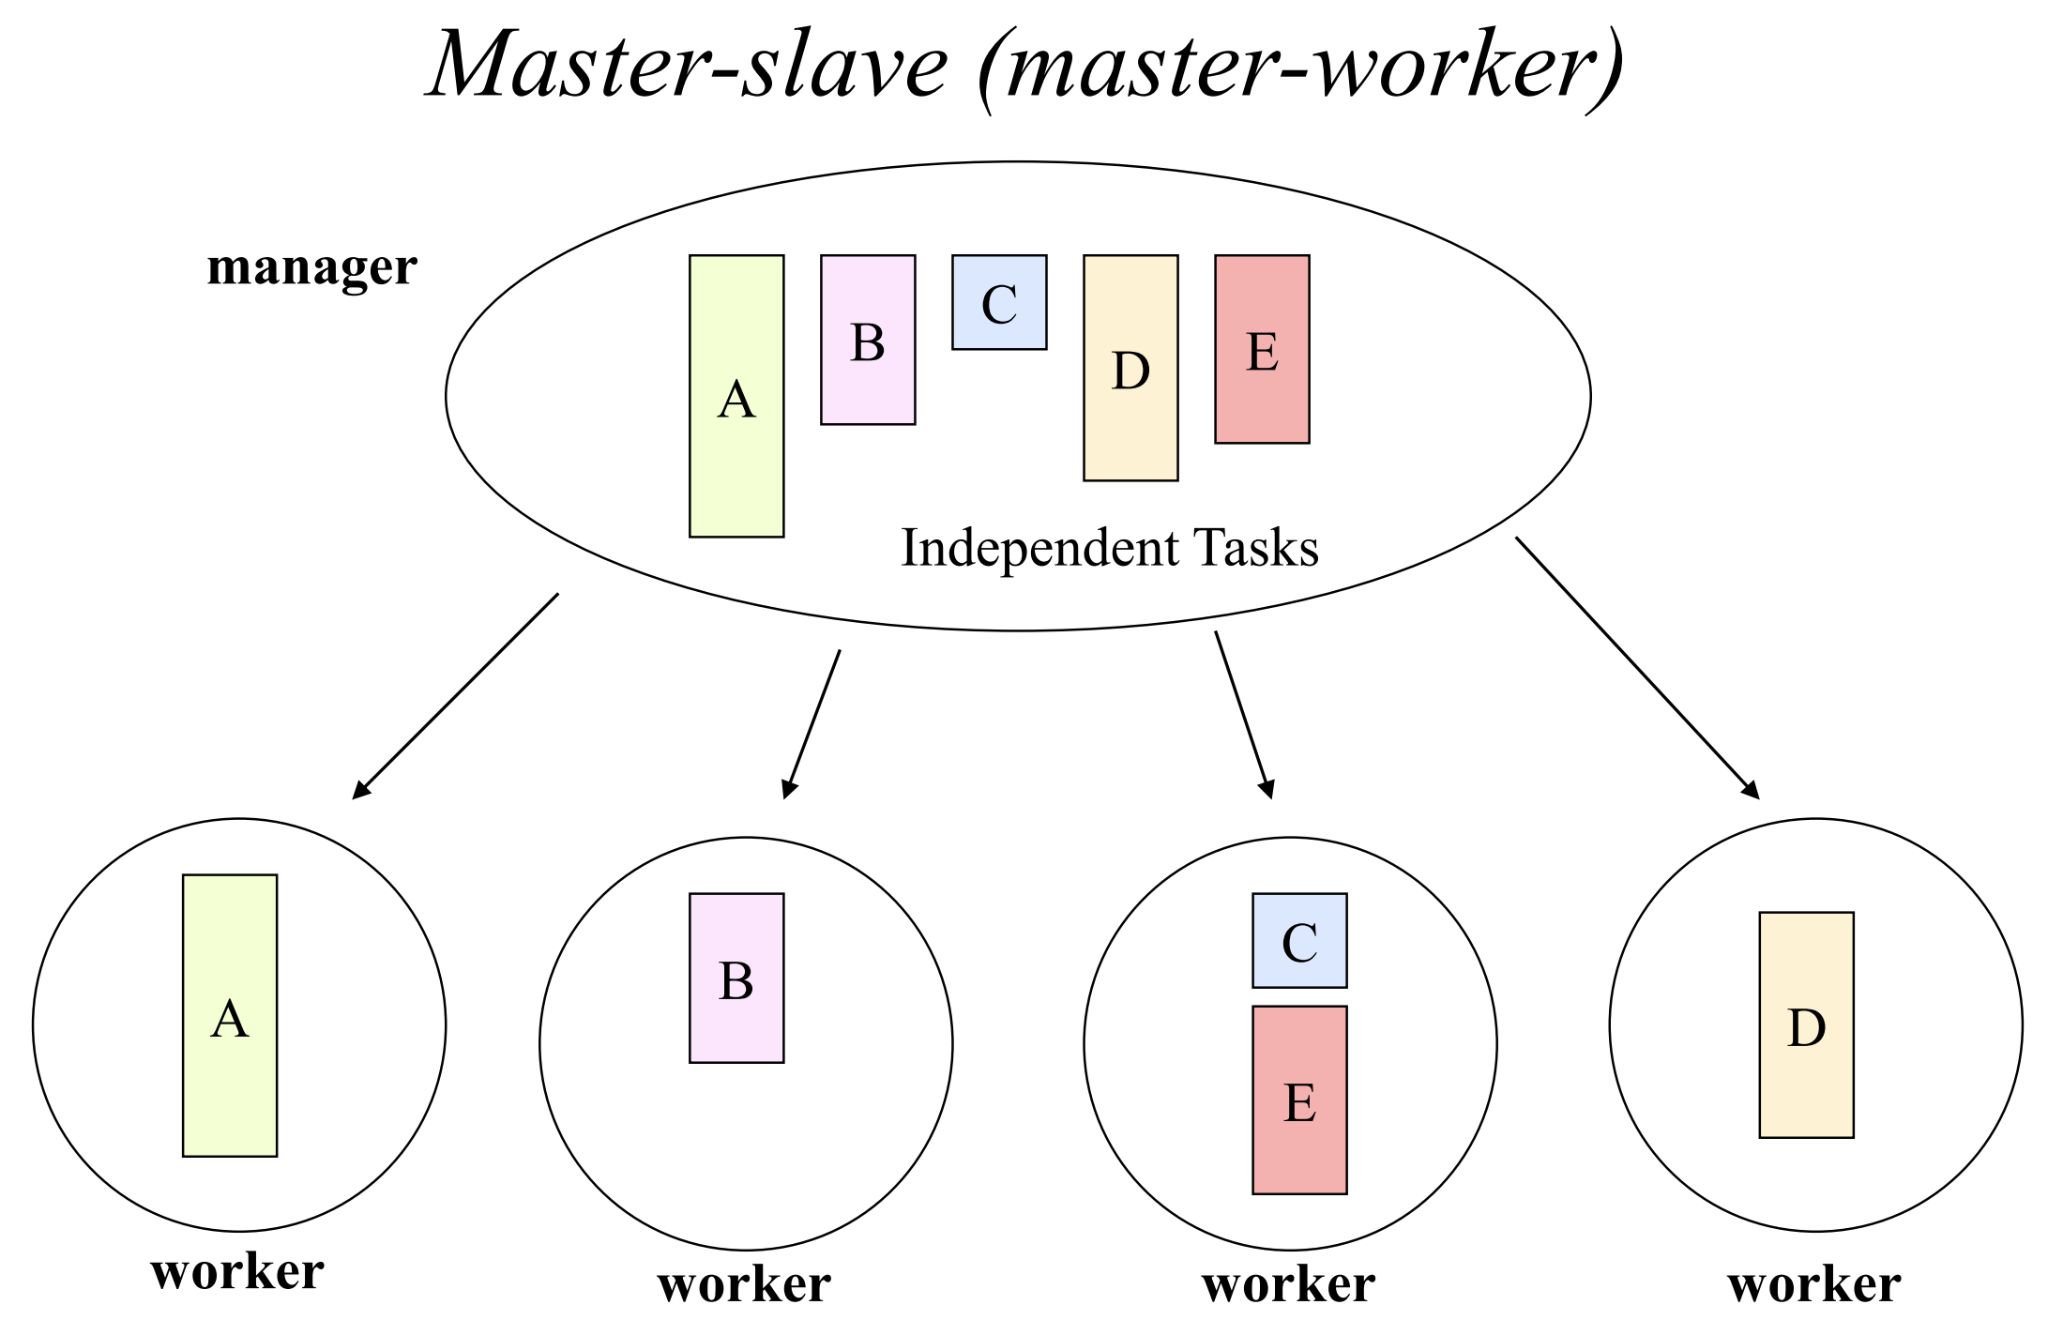 Master-slave (master-worker)
manager
A
B
C
D
E
Independent Tasks
A
B
C
E
D
worker
worker
worker
worker